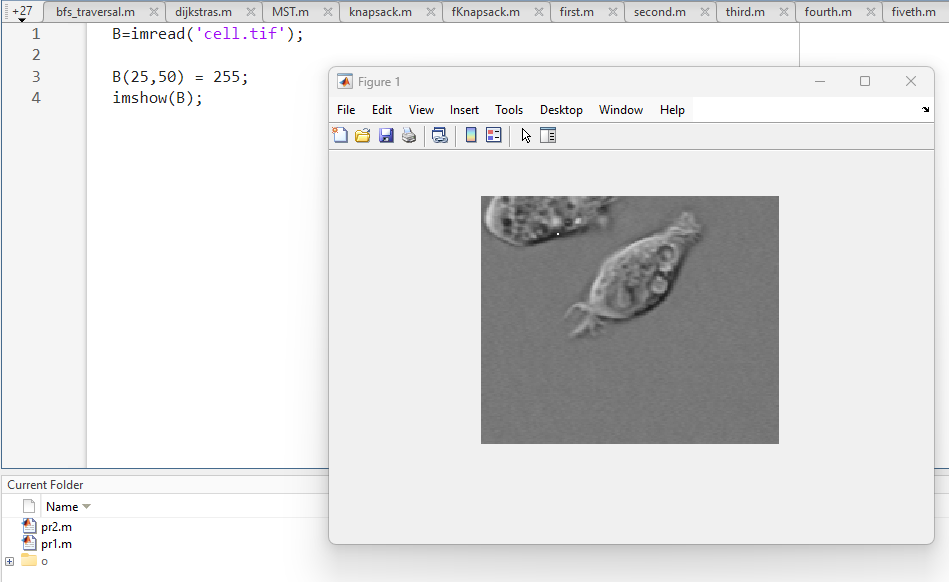 +27 bfs_traversal.m dijkstras.m MST.m knapsack.m fKnapsack.m first.m second.m third.m fourth.m fiveth.m
1 B=imread('cell.tif');
2
3 B(25,50) = 255;
4 imshow(B);
Figure 1
File Edit View Insert Tools Desktop Window Help
Current Folder
Name
pr2.m
pr1.m
o